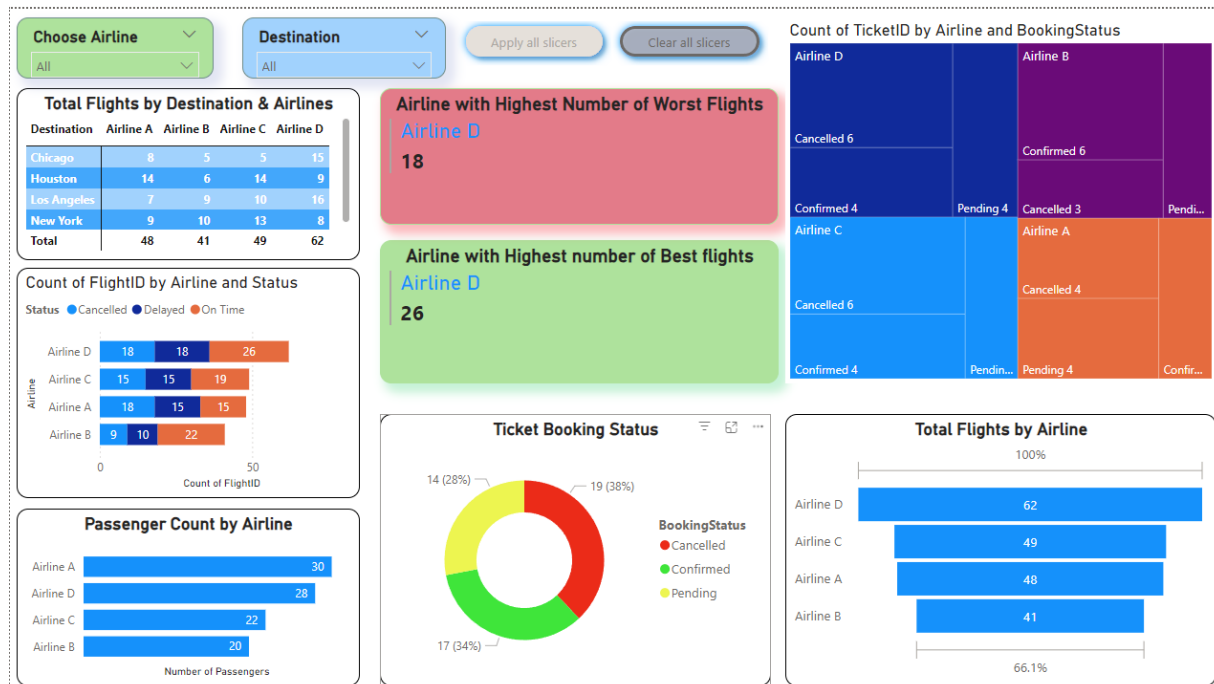 Choose Airline
All
Destination
All
Apply all slicers
Clear all slicers
Total Flights by Destination & Airlines
Destination Airline A Airline B Airline C Airline D
Chicago 8 5 5 15
Houston 14 6 14 9
Los Angeles 7 9 10 16
New York 9 10 13 8
Total 48 41 49 62
Airline with Highest Number of Worst Flights
Airline D
18
Airline with Highest number of Best flights
Airline D
26
Count of TicketID by Airline and BookingStatus
Airline D
Cancelled 6
Confirmed 4
Pending 4
Airline B
Confirmed 6
Cancelled 3
Pendi...
Airline C
Cancelled 6
Confirmed 4
Pendin...
Airline A
Cancelled 4
Pending 4
Confir...
Count of FlightID by Airline and Status
Status Cancelled Delayed On Time
Airline
Airline D 18 18 26
Airline C 15 15 19
Airline A 18 15 15
Airline B 9 10 22
0 50
Count of FlightID
Passenger Count by Airline
Airline A 30
Airline D 28
Airline C 22
Airline B 20
Number of Passengers
Ticket Booking Status
14 (28%)
19 (38%)
17 (34%)
BookingStatus
Cancelled
Confirmed
Pending
Total Flights by Airline
100%
Airline D 62
Airline C 49
Airline A 48
Airline B 41
66.1%